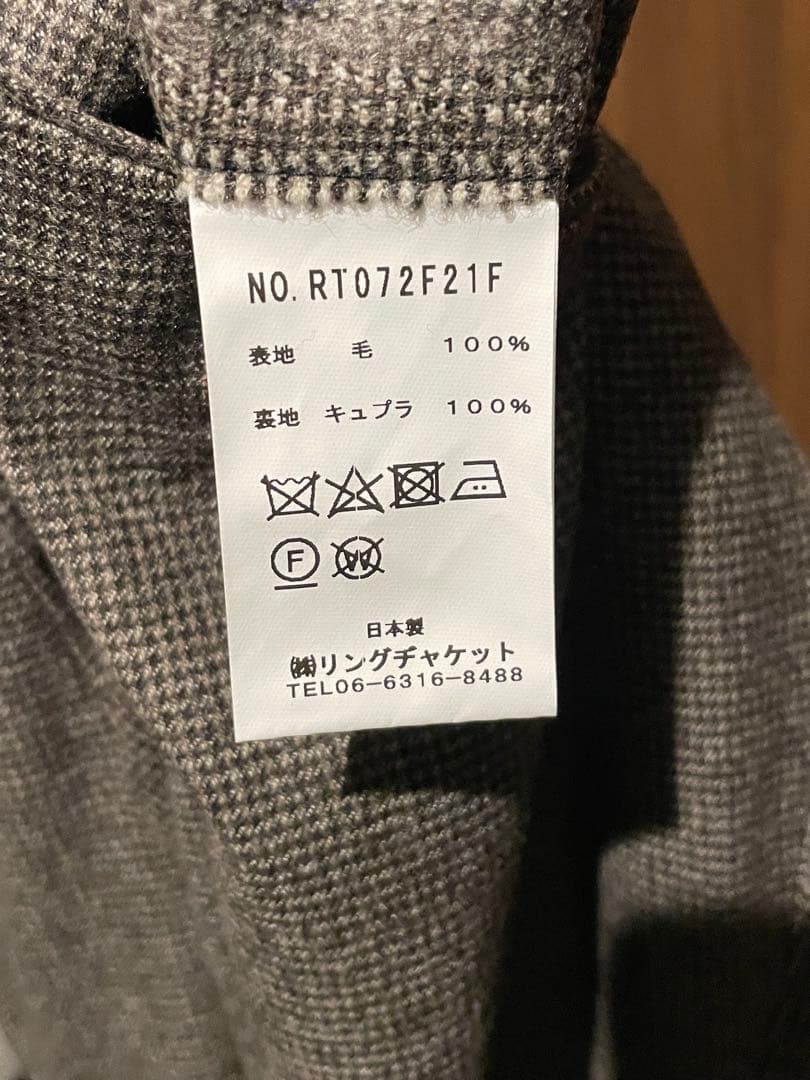 NO. RT072F21F
表地 毛 100%
裏地 キュプラ 100%
F
W
日本製
㈱リングヂャケット
TEL06-6316-8488